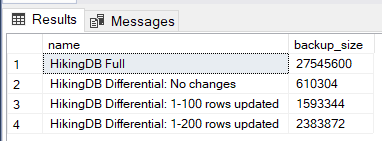 Results Messages
name backup_size
1 HikingDB Full 27545600
2 HikingDB Differential: No changes 610304
3 HikingDB Differential: 1-100 rows updated 1593344
4 HikingDB Differential: 1-200 rows updated 2383872